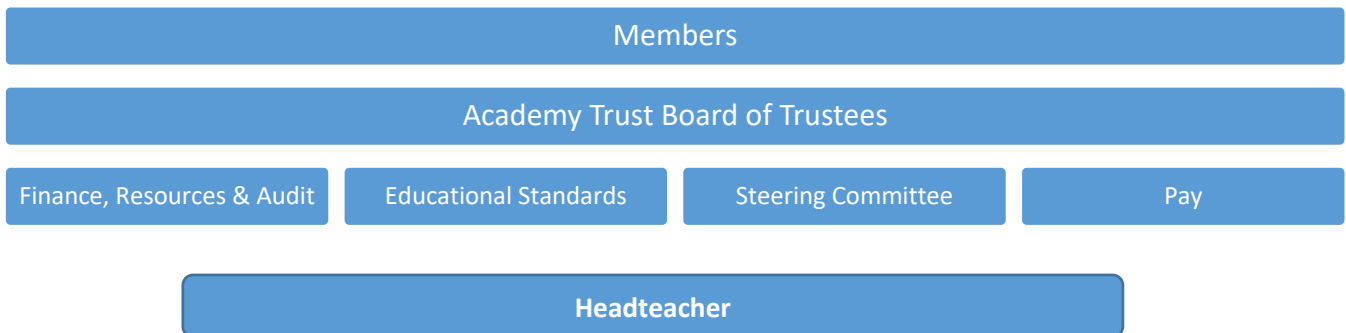 Members
Academy Trust Board of Trustees
Finance, Resources & Audit
Educational Standards
Steering Committee
Pay
Headteacher